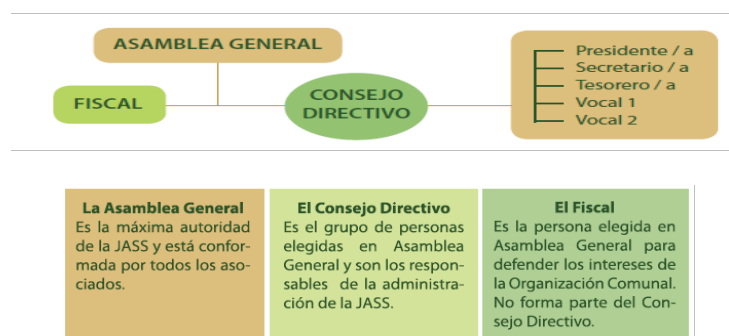 ASAMBLEA GENERAL
FISCAL
CONSEJO
DIRECTIVO
Presidente / a
Secretario / a
Tesorero / a
Vocal 1
Vocal 2
La Asamblea General
Es la máxima autoridad
de la JASS y está confor-
mada por todos los aso-
ciados.
El Consejo Directivo
Es el grupo de personas
elegidas en Asamblea
General y son los respon-
sables de la administra-
ción de la JASS.
El Fiscal
Es la persona elegida en
Asamblea General para
defender los intereses de
la Organización Comunal.
No forma parte del Con-
sejo Directivo.